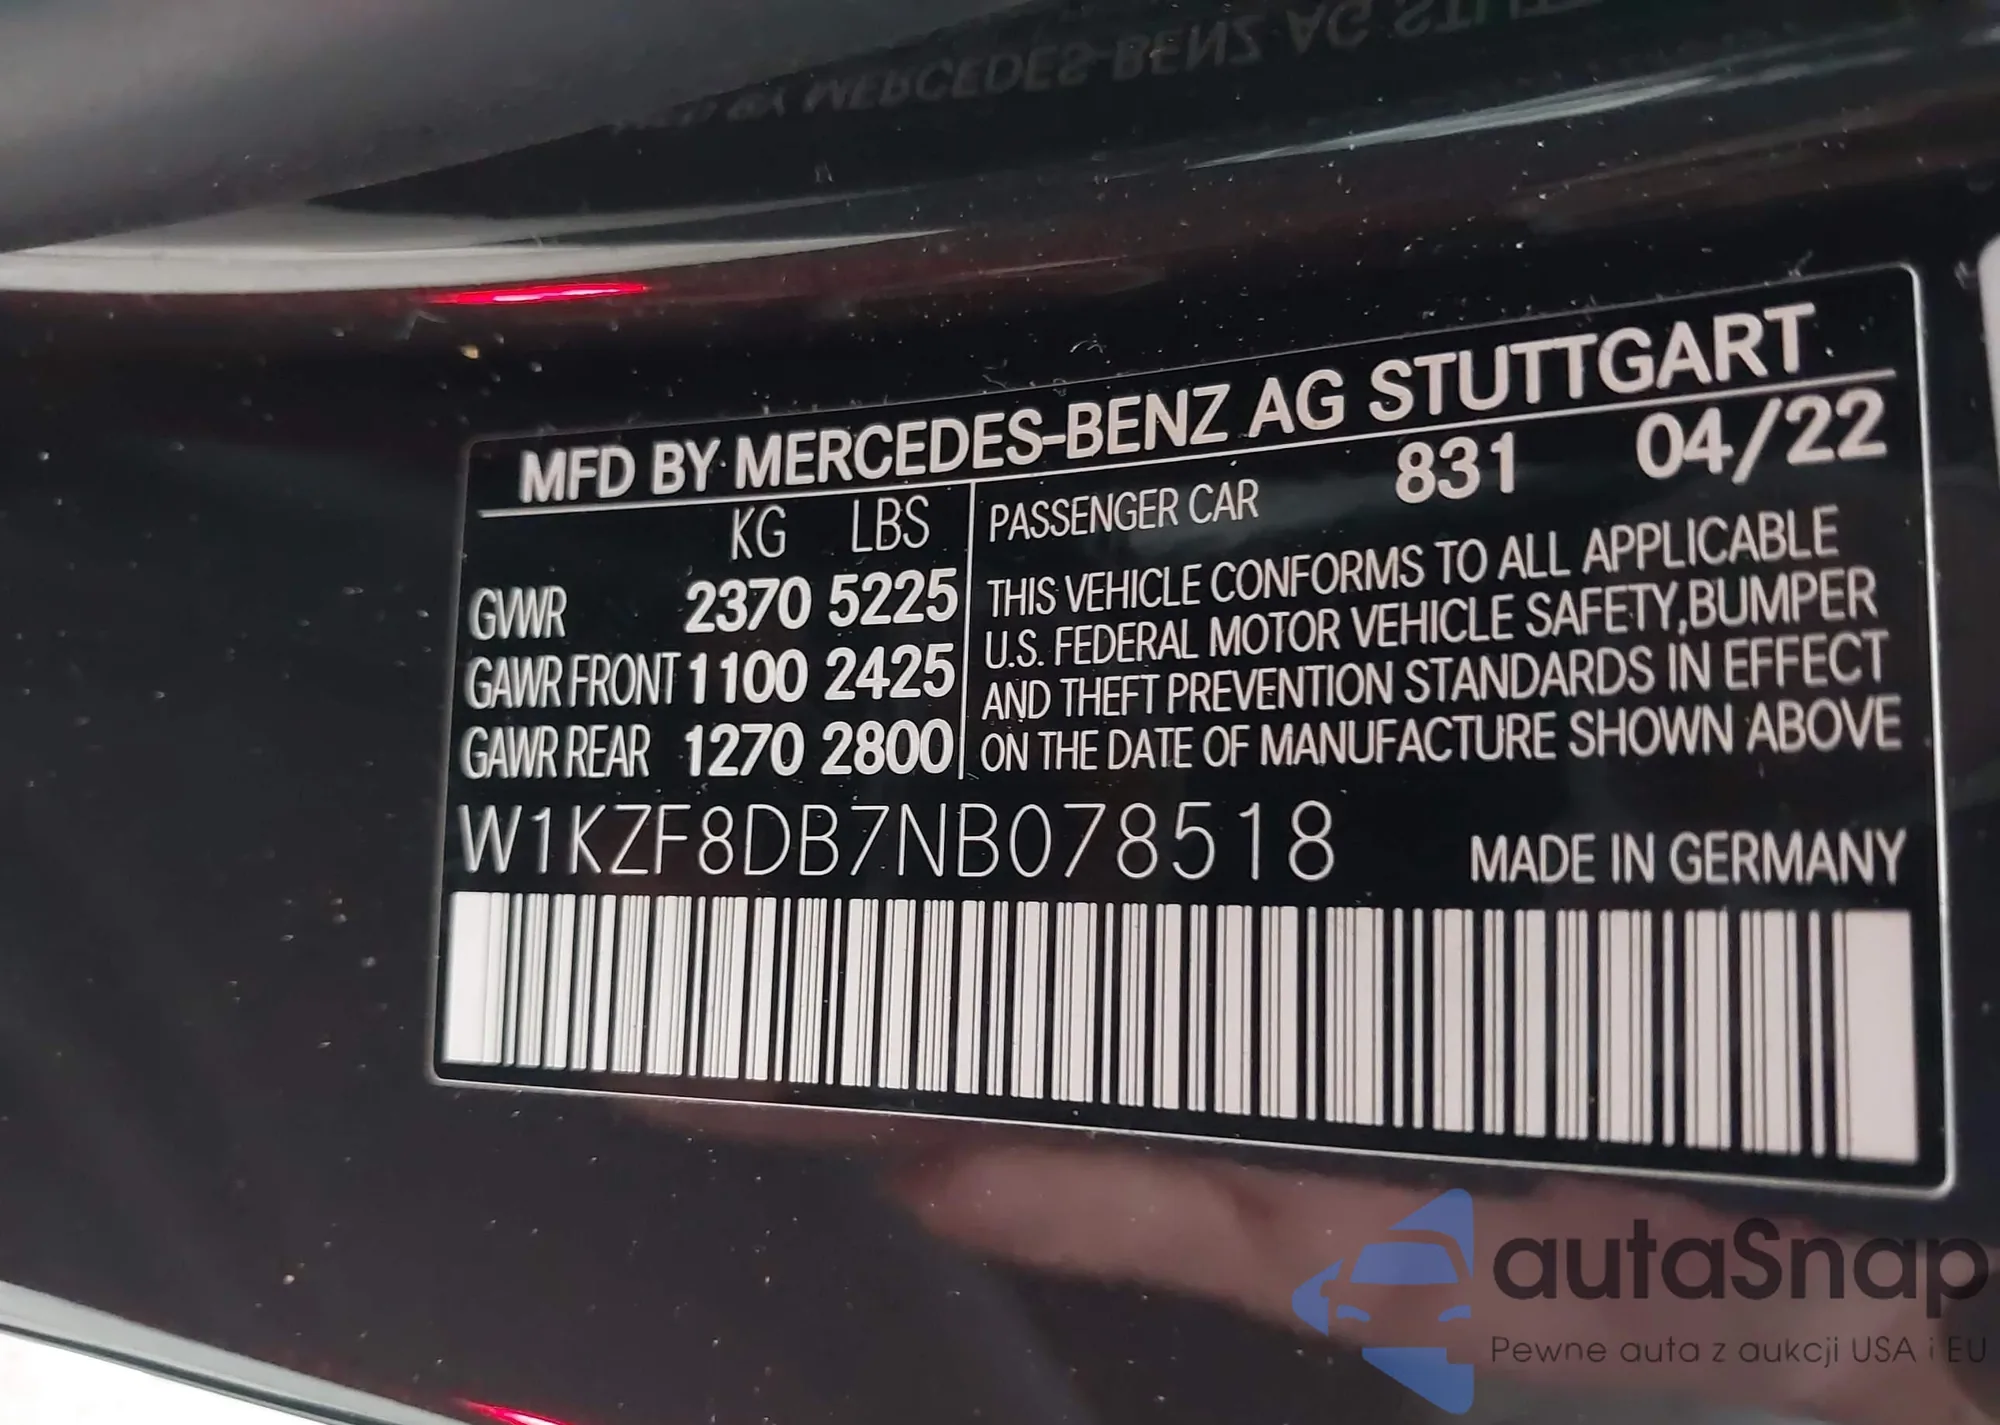 MFD BY MERCEDES-BENZ AG STUTTGART
KG LBS
GVWR 2370 5225
GAWR FRONT 1100 2425
GAWR REAR 1270 2800
PASSENGER CAR 831 04/22
THIS VEHICLE CONFORMS TO ALL APPLICABLE
U.S. FEDERAL MOTOR VEHICLE SAFETY,BUMPER
AND THEFT PREVENTION STANDARDS IN EFFECT
ON THE DATE OF MANUFACTURE SHOWN ABOVE
W1KZF8DB7NB078518
MADE IN GERMANY
autaSnap
Pewne auta z aukcji USA i EU